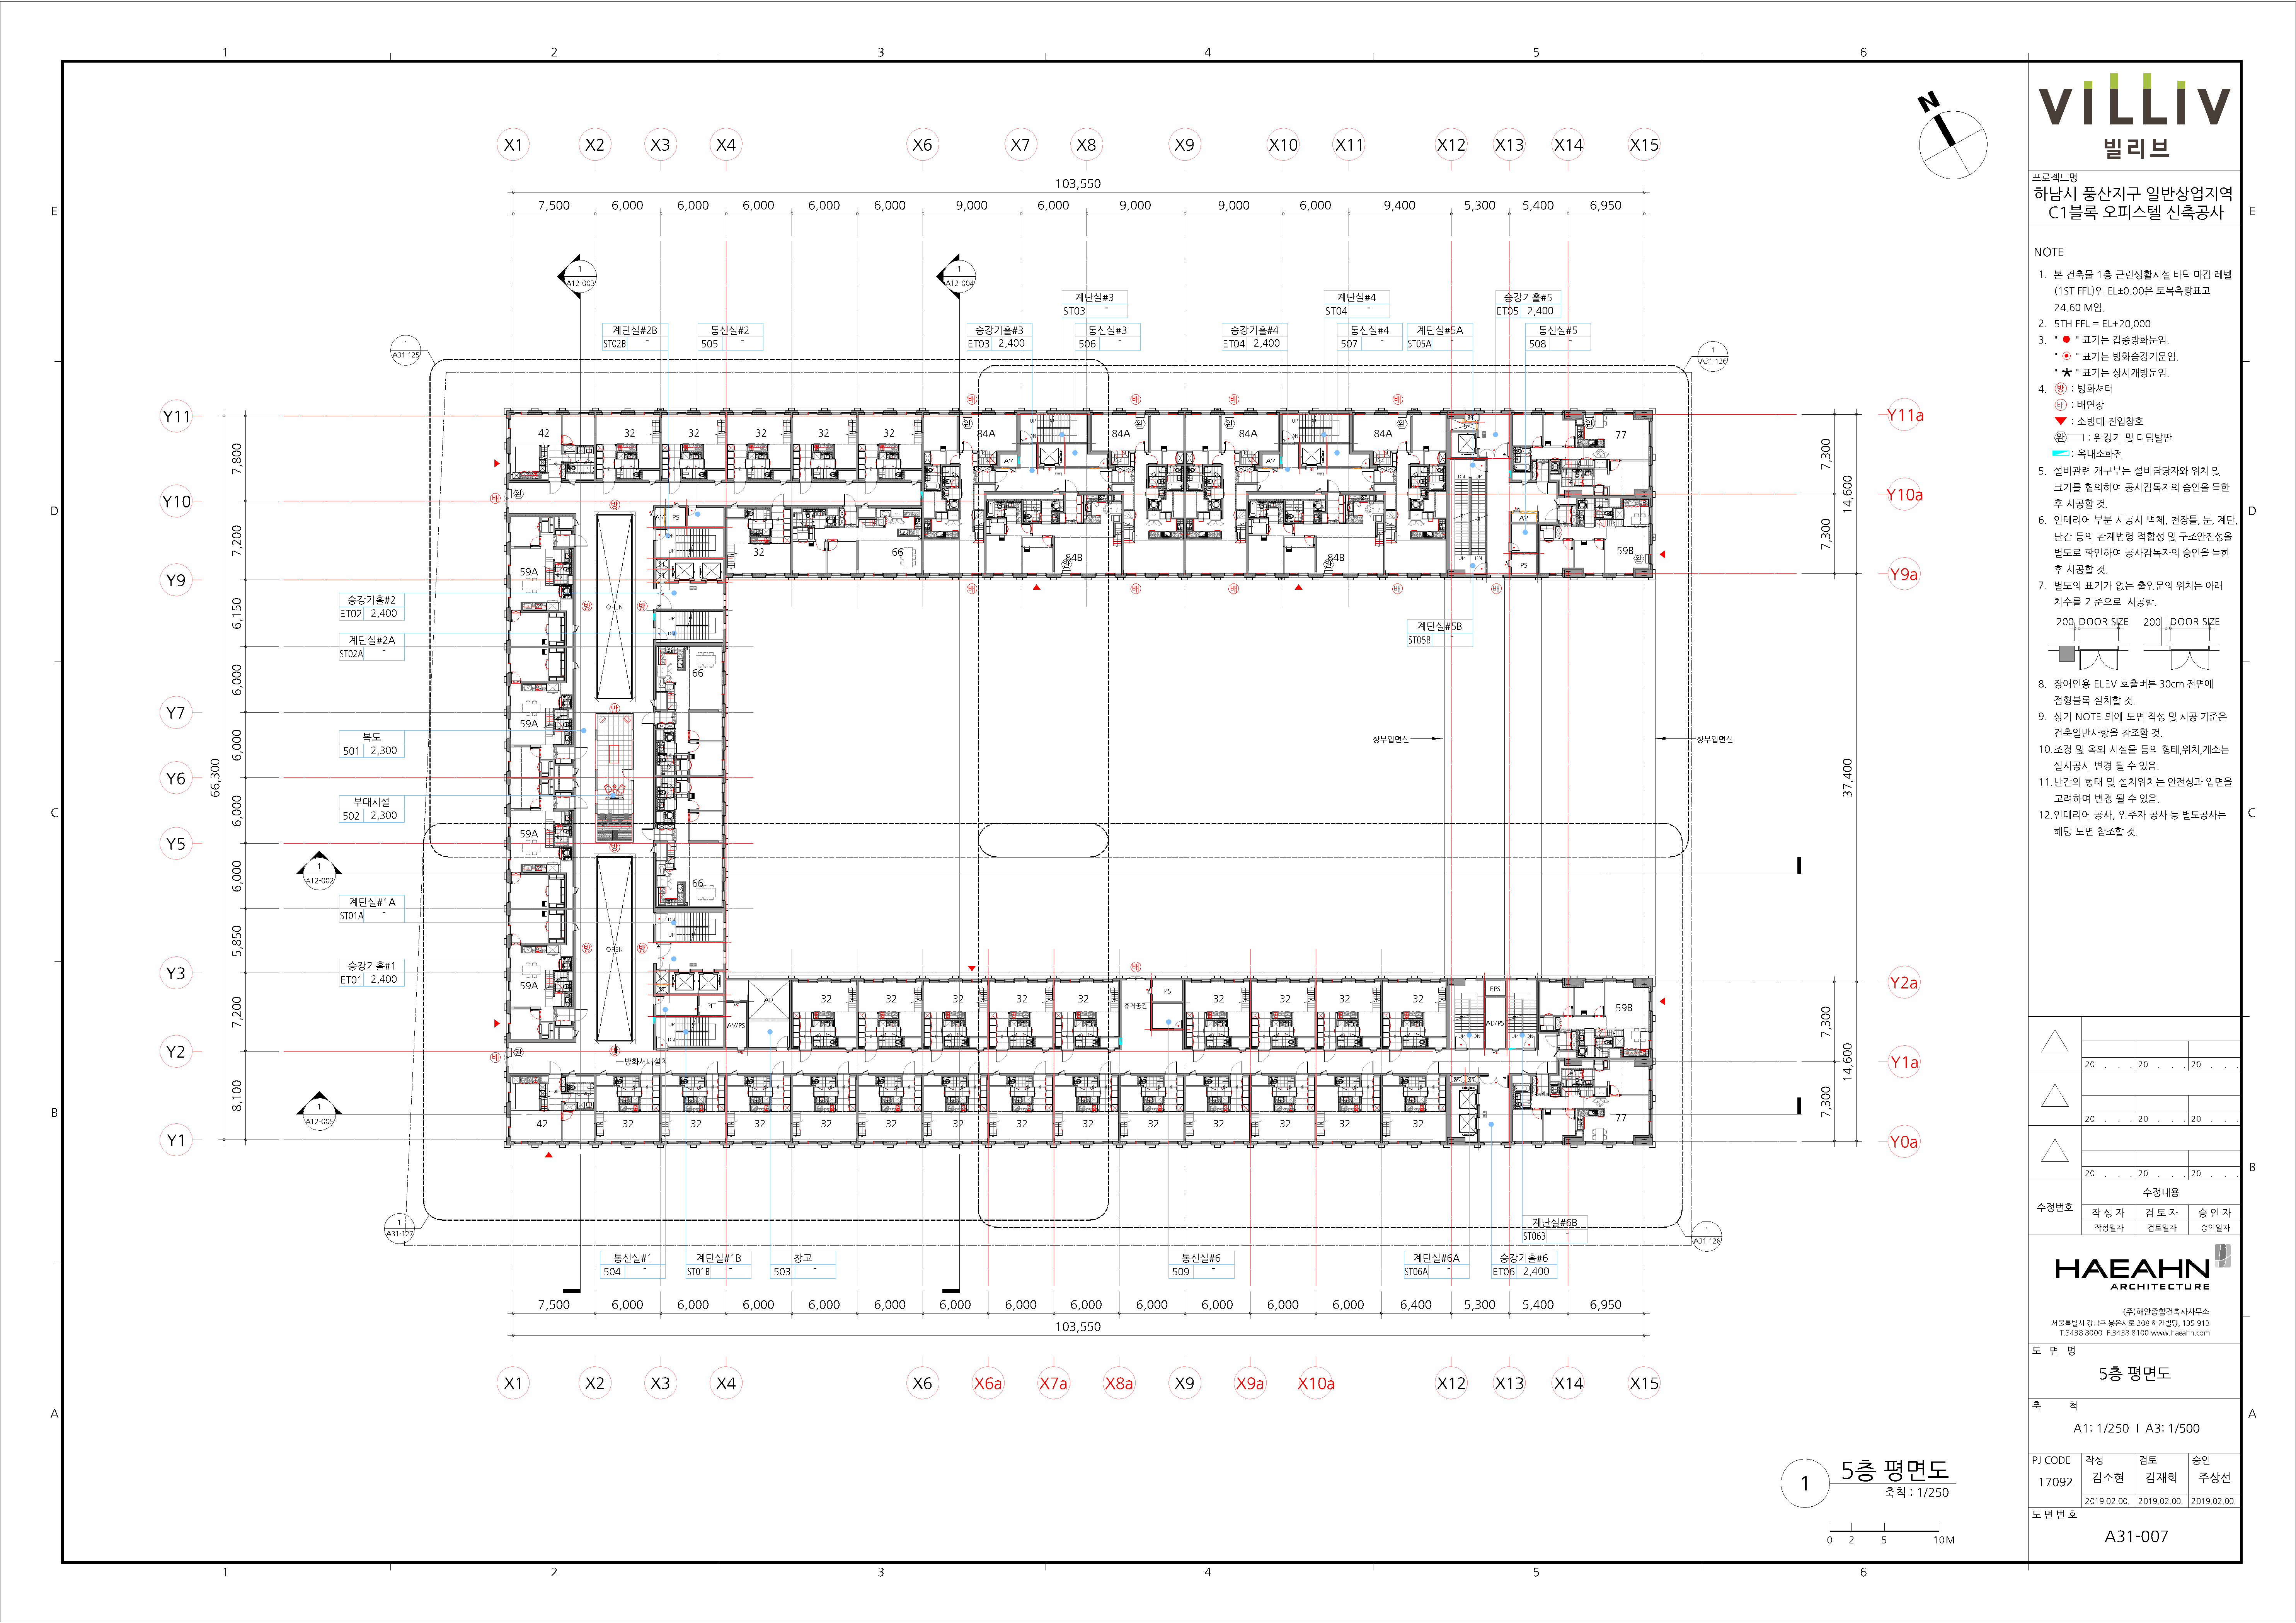 1 2 3 4 5 6
E
D
C
B
A
X1 X2 X3 X4 X6 X7 X8 X9 X10 X11 X12 X13 X14 X15
103,550
7,500 6,000 6,000 6,000 6,000 6,000 9,000 6,000 9,000 9,000 6,000 9,400 5,300 5,400 6,950
1
A12-003
1
A12-004
계단실#3
ST03 -
계단실#4
ST04 -
승강기홀#5
ET05 2,400
계단실#2B
ST02B -
통신실#2
505 -
승강기홀#3
ET03 2,400
통신실#3
506 -
승강기홀#4
ET04 2,400
통신실#4
507 -
계단실#5A
ST05A -
통신실#5
508 -
1
A31-125
1
A31-126
Y11
Y10
Y9
Y7
Y6
Y5
Y3
Y2
Y1
7,800
7,200
6,150
6,000
6,000
6,000
6,000
5,850
7,200
8,100
66,300
Y11a
Y10a
Y9a
Y2a
Y1a
Y0a
7,300
7,300
14,600
37,400
7,300
7,300
14,600
42 32 32 32 32 32 84A 84A 84A 84A 77
AV PS
32 66 84B 84B 59B
AV
PS
59A
OPEN
승강기홀#2
ET02 2,400
계단실#2A
ST02A -
계단실#5B
ST05B -
66
59A
복도
501 2,300
상부입면선 상부입면선
부대시설
502 2,300
59A
1
A12-002
66
계단실#1A
ST01A -
OPEN
승강기홀#1
ET01 2,400
59A
PIT
AV/PS
AD
32 32 32 32 32
휴게공간
PS
32 32 32 32
EPS
AD/PS
59B
방화셔터설치
1
A12-005
42 32 32 32 32 32 32 32 32 32 32 32 32 32 77
1
A31-127
1
A31-128
계단실#6B
ST06B -
통신실#1
504 -
계단실#1B
ST01B -
창고
503 -
통신실#6
509 -
계단실#6A
ST06A -
승강기홀#6
ET06 2,400
7,500 6,000 6,000 6,000 6,000 6,000 6,000 6,000 6,000 6,000 6,000 6,000 6,000 6,400 5,300 5,400 6,950
103,550
X1 X2 X3 X4 X6 X6a X7a X8a X9 X9a X10a X12 X13 X14 X15
1
5층 평면도
축척 : 1/250
0 2 5 10M
1 2 3 4 5 6
N
VILLIV
빌리브
프로젝트명
하남시 풍산지구 일반상업지역
C1블록 오피스텔 신축공사
NOTE
1. 본 건축물 1층 근린생활시설 바닥 마감 레벨
(1ST FFL)인 EL±0.00은 토목측량표고
24.60 M임.
2. 5TH FFL = EL+20,000
3. " ● " 표기는 갑종방화문임.
" ◉ " 표기는 방화승강기문임.
" * " 표기는 상시개방문임.
4. 방 : 방화셔터
배 : 배연창
▼ : 소방대 진입창호
완 : 완강기 및 디딤발판
: 옥내소화전
5. 설비관련 개구부는 설비담당자와 위치 및
크기를 협의하여 공사감독자의 승인을 득한
후 시공할 것.
6. 인테리어 부분 시공시 벽체, 천장틀, 문, 계단,
난간 등의 관계법령 적합성 및 구조안전성을
별도로 확인하여 공사감독자의 승인을 득한
후 시공할 것.
7. 별도의 표기가 없는 출입문의 위치는 아래
치수를 기준으로 시공함.
200 DOOR SIZE 200 DOOR SIZE
8. 장애인용 ELEV 호출버튼 30cm 전면에
점형블록 설치할 것.
9. 상기 NOTE 외에 도면 작성 및 시공 기준은
건축일반사항을 참조할 것.
10.조경 및 옥외 시설물 등의 형태,위치,개소는
실시공시 변경 될 수 있음.
11.난간의 형태 및 설치위치는 안전성과 입면을
고려하여 변경 될 수 있음.
12.인테리어 공사, 입주자 공사 등 별도공사는
해당 도면 참조할 것.
20 . . . 20 . . . 20 . . .
20 . . . 20 . . . 20 . . .
20 . . . 20 . . . 20 . . .
수정번호
수정내용
작 성 자 검 토 자 승 인 자
작성일자 검토일자 승인일자
HAEAHN
ARCHITECTURE
(주)해안종합건축사사무소
서울특별시 강남구 봉은사로 208 해안빌딩, 135-913
T.3438 8000 F.3438 8100 www.haeahn.com
도 면 명
5층 평면도
축 척
A1: 1/250 I A3: 1/500
PJ CODE 작성 검토 승인
17092 김소현 김재희 주상선
2019.02.00. 2019.02.00. 2019.02.00.
도 면 번 호
A31-007